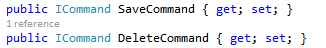 public ICommand SaveCommand { get; set; }
1 reference
public ICommand DeleteCommand { get; set; }